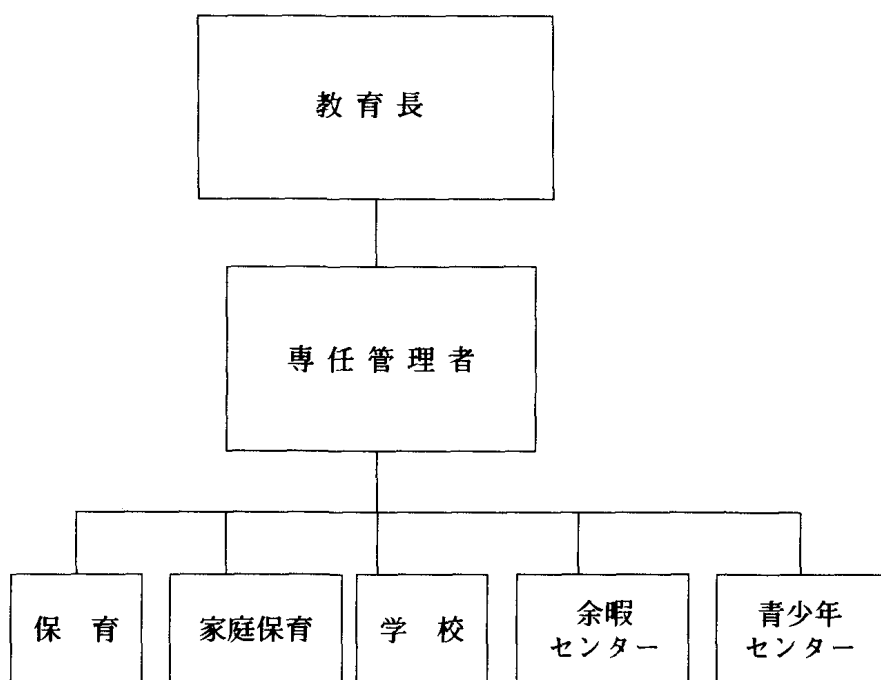 教育長
専任管理者
保育
家庭保育
学校
余暇
センター
青少年
センター